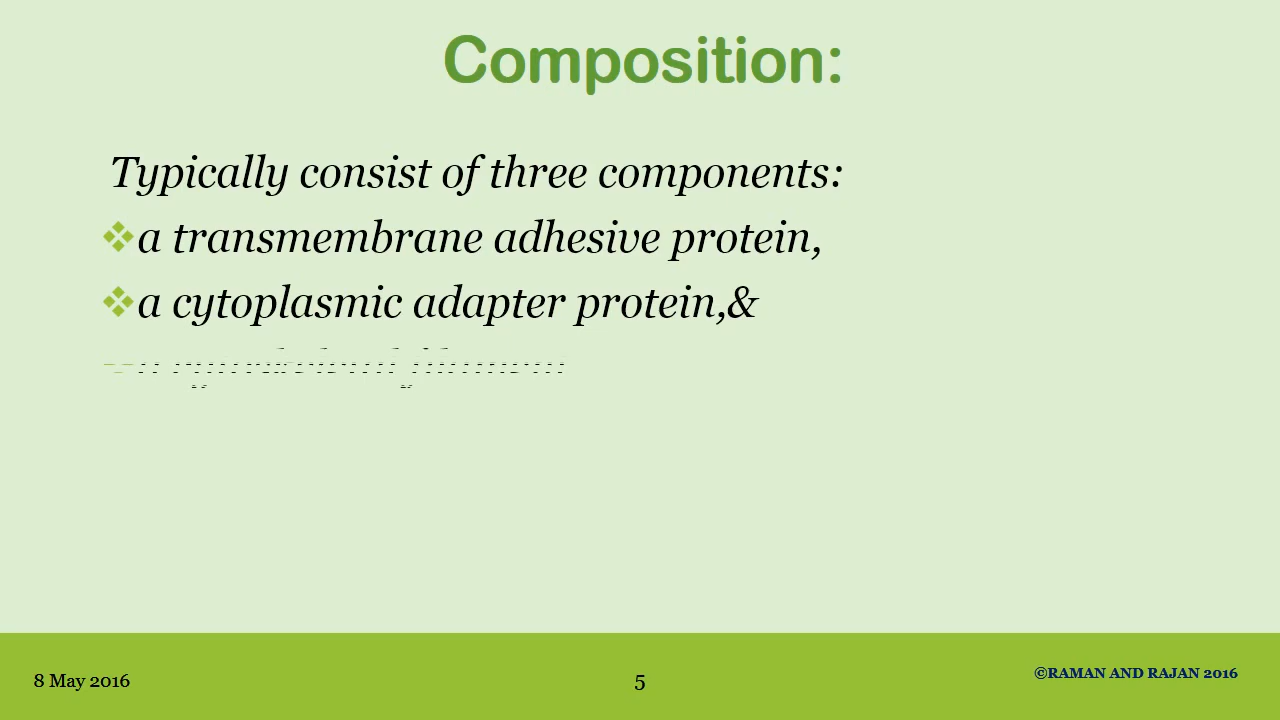 Composition:
Typically consist of three components:
❖a transmembrane adhesive protein,
❖a cytoplasmic adapter protein,&
8 May 2016
5
©RAMAN AND RAJAN 2016